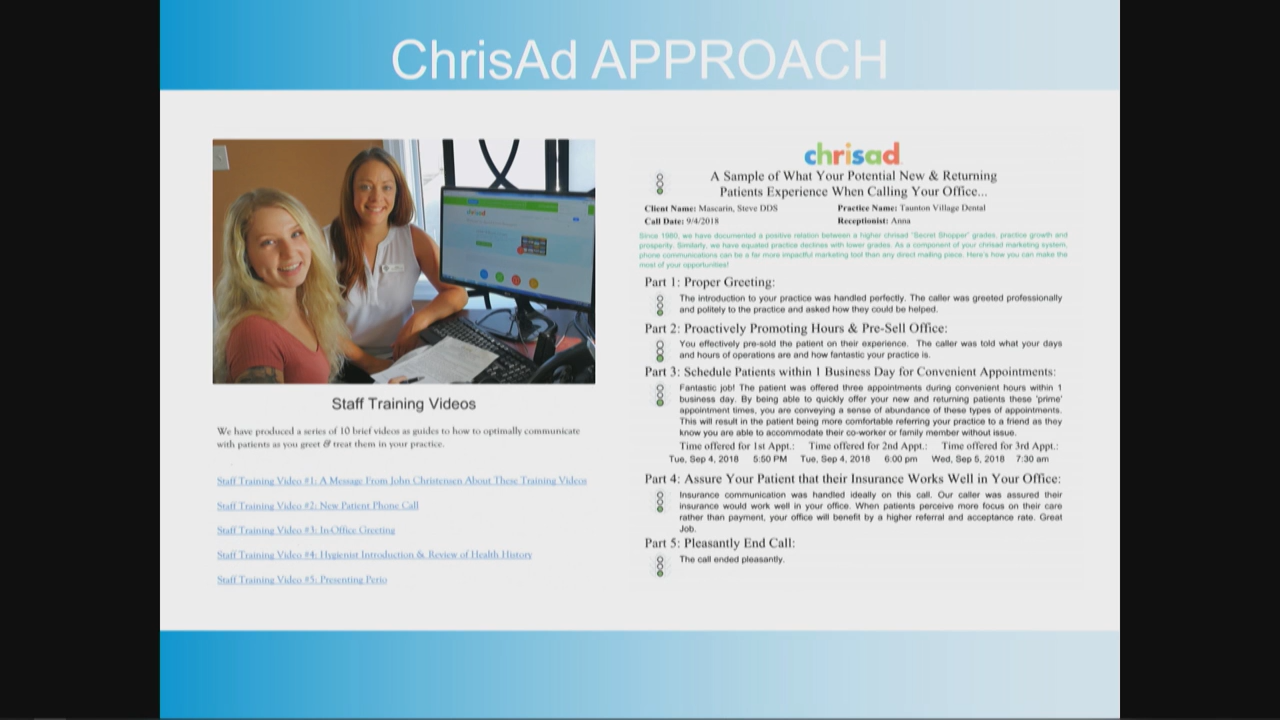 ChrisAd APPROACH
Staff Training Videos
We have produced a series of 10 brief videos as guides to how to optimally communicate
with patients as you greet & treat them in your practice.
Staff Training Video #1: A Message From John Christensen About These Training Videos
Staff Training Video #2: New Patient Phone Call
Staff Training Video #3: In-Office Greeting
Staff Training Video #4: Hygienist Introduction & Review of Health History
Staff Training Video #5: Presenting Perio
chrisad
A Sample of What Your Potential New & Returning
Patients Experience When Calling Your Office...
Client Name: Mascarin, Steve DDS Practice Name: Taunton Village Dental
Call Date: 9/4/2018 Receptionist: Anna
Since 1980, we have documented a positive relation between a higher chrisad "Secret Shopper" grades, practice growth and
prosperity. Similarly, we have equated practice declines with lower grades. As a component of your chrisad marketing system,
phone communications can be a far more impactful marketing tool than any direct mailing piece. Here's how you can make the
most of your opportunities!
Part 1: Proper Greeting:
The introduction to your practice was handled perfectly. The caller was greeted professionally
and politely to the practice and asked how they could be helped.
Part 2: Proactively Promoting Hours & Pre-Sell Office:
You effectively pre-sold the patient on their experience. The caller was told what your days
and hours of operations are and how fantastic your practice is.
Part 3: Schedule Patients within 1 Business Day for Convenient Appointments:
Fantastic job! The patient was offered three appointments during convenient hours within 1
business day. By being able to quickly offer your new and returning patients these 'prime'
appointment times, you are conveying a sense of abundance of these types of appointments.
This will result in the patient being more comfortable referring your practice to a friend as they
know you are able to accommodate their co-worker or family member without issue.
Time offered for 1st Appt.: Time offered for 2nd Appt.: Time offered for 3rd Appt.:
Tue, Sep 4, 2018 5:50 PM Tue, Sep 4, 2018 6:00 pm Wed, Sep 5, 2018 7:30 am
Part 4: Assure Your Patient that their Insurance Works Well in Your Office:
Insurance communication was handled ideally on this call. Our caller was assured their
insurance would work well in your office. When patients perceive more focus on their care
rather than payment, your office will benefit by a higher referral and acceptance rate. Great
Job.
Part 5: Pleasantly End Call:
The call ended pleasantly.